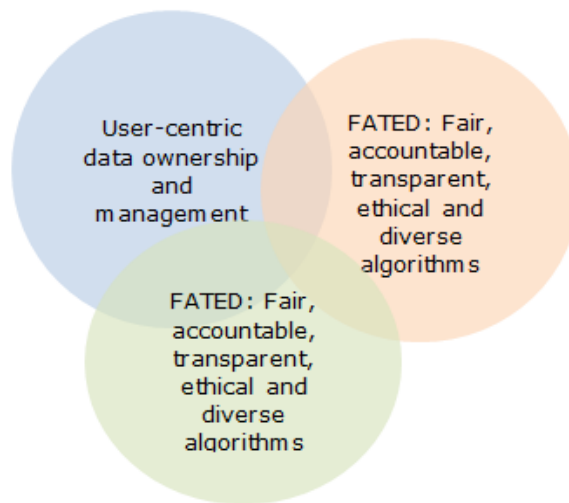 User-centric
data ownership
and
management
FATED: Fair,
accountable,
transparent,
ethical and
diverse
algorithms
FATED: Fair,
accountable,
transparent,
ethical and
diverse
algorithms